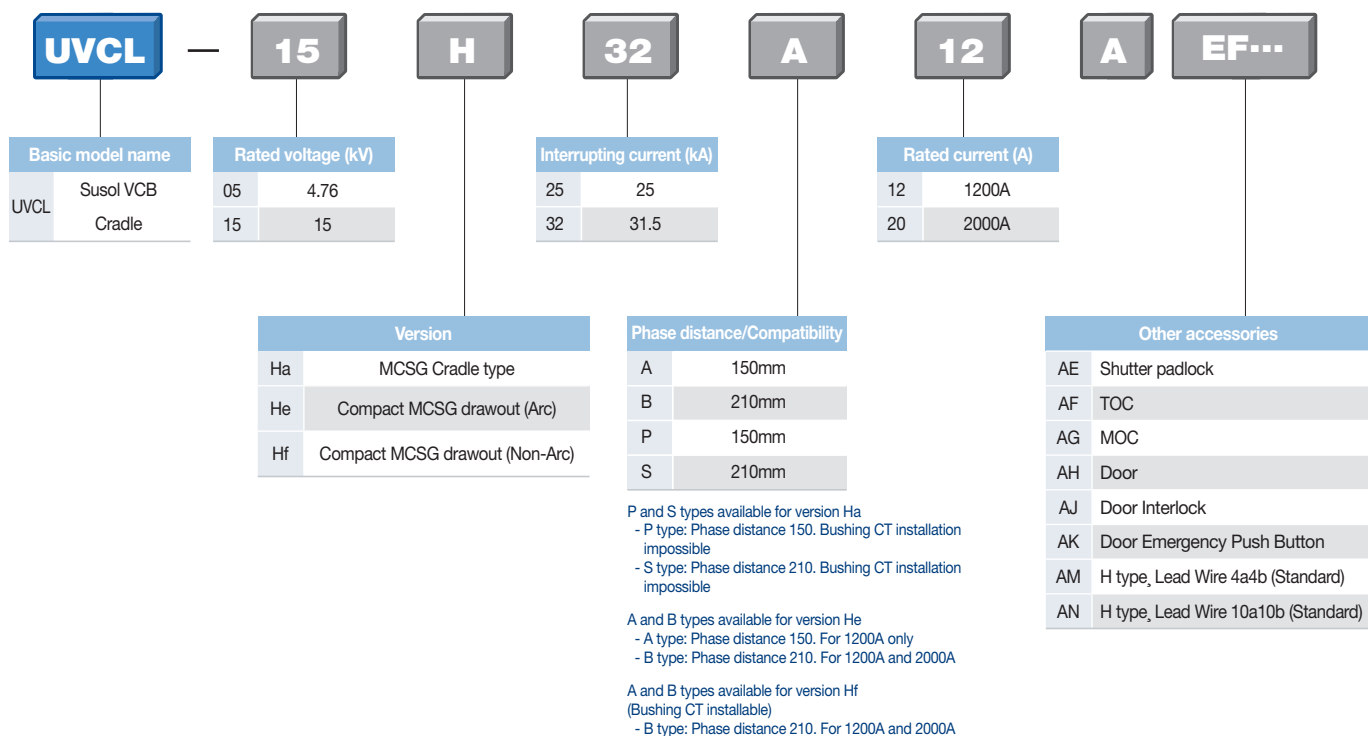 UVCL — 15 H 32 A 12 A EF···
Basic model name
UVCL Susol VCB
Cradle
Rated voltage (kV)
05 4.76
15 15
Interrupting current (kA)
25 25
32 31.5
Rated current (A)
12 1200A
20 2000A
Version
Ha MCSG Cradle type
He Compact MCSG drawout (Arc)
Hf Compact MCSG drawout (Non-Arc)
Phase distance/Compatibility
A 150mm
B 210mm
P 150mm
S 210mm
P and S types available for version Ha
- P type: Phase distance 150. Bushing CT installation
impossible
- S type: Phase distance 210. Bushing CT installation
impossible
A and B types available for version He
- A type: Phase distance 150. For 1200A only
- B type: Phase distance 210. For 1200A and 2000A
A and B types available for version Hf
(Bushing CT installable)
- B type: Phase distance 210. For 1200A and 2000A
Other accessories
AE Shutter padlock
AF TOC
AG MOC
AH Door
AJ Door Interlock
AK Door Emergency Push Button
AM H type, Lead Wire 4a4b (Standard)
AN H type, Lead Wire 10a10b (Standard)